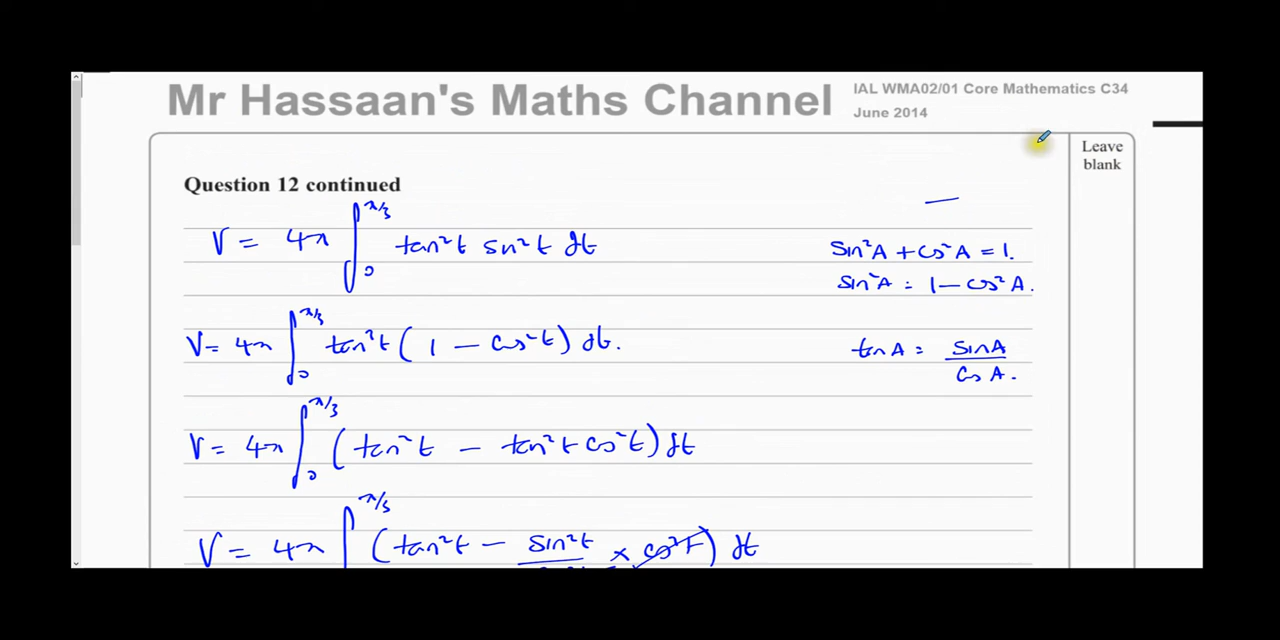 Mr Hassaan's Maths Channel
IAL WMA02/01 Core Mathematics C34
June 2014
Leave
blank
Question 12 continued
V = 4π ∫₀^(π/3) tan²t sin²t dt
sin²A + cos²A = 1.
sin²A = 1 − cos²A.
V = 4π ∫₀^(π/3) tan²t ( 1 − cos²t ) dt.
tan A = sin A / cos A.
V = 4π ∫₀^(π/3) ( tan²t − tan²t cos²t ) dt
V = 4π ∫^(π/3) ( tan²t − sin²t × cos²t ) dt